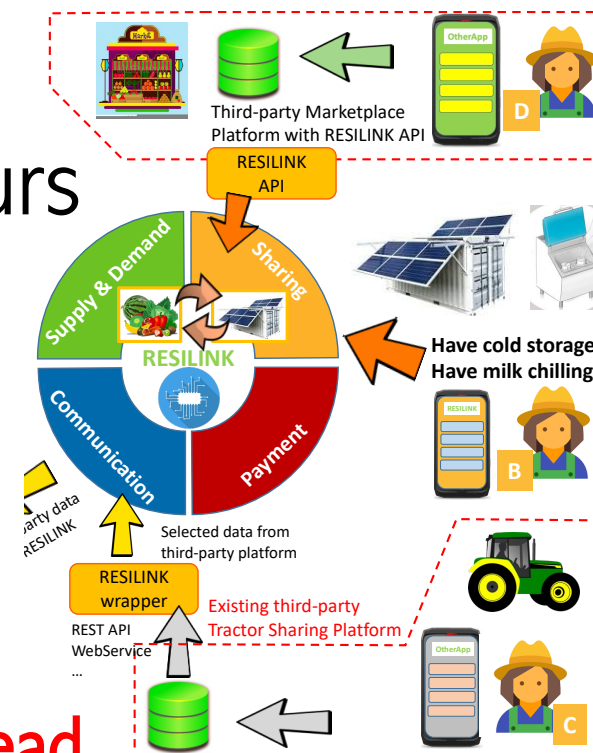 Market
OtherApp
D
Third-party Marketplace
Platform with RESILINK API
RESILINK
API
urs
Supply & Demand
Sharing
RESILINK
Have cold storage
Have milk chilling
RESILINK
B
Communication
Payment
party data
RESILINK
Selected data from
third-party platform
RESILINK
wrapper
REST API
WebService
...
Existing third-party
Tractor Sharing Platform
OtherApp
C
ead